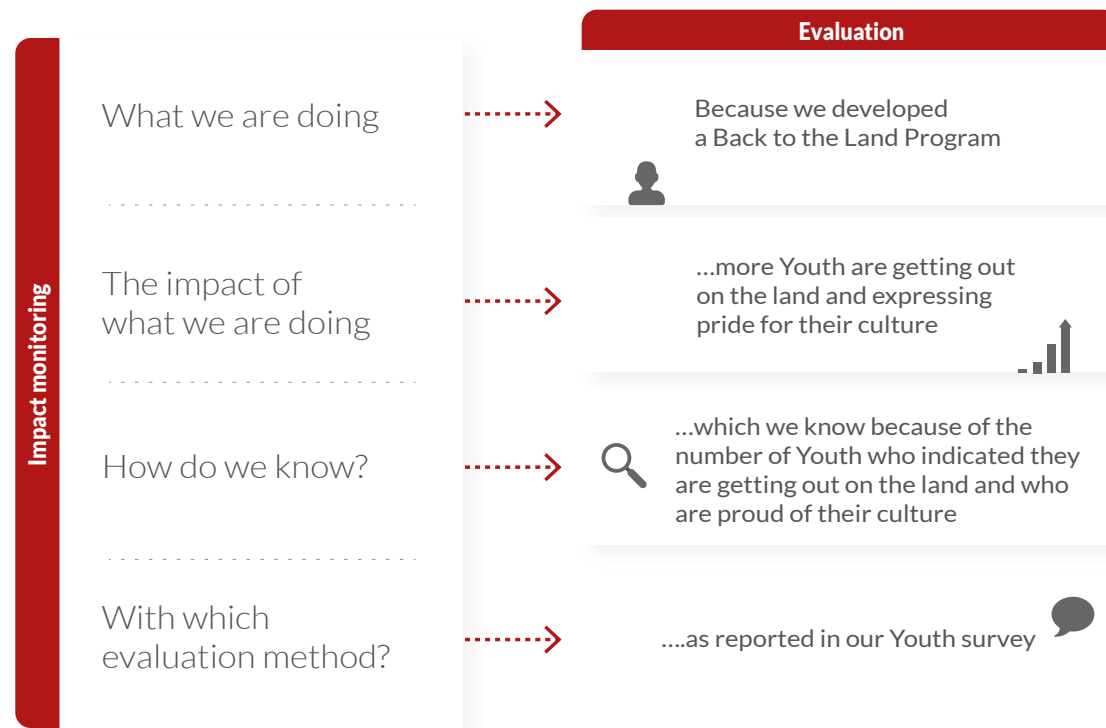 Evaluation
Impact monitoring
What we are doing
Because we developed
a Back to the Land Program
The impact of
what we are doing
...more Youth are getting out
on the land and expressing
pride for their culture
How do we know?
...which we know because of the
number of Youth who indicated they
are getting out on the land and who
are proud of their culture
With which
evaluation method?
....as reported in our Youth survey